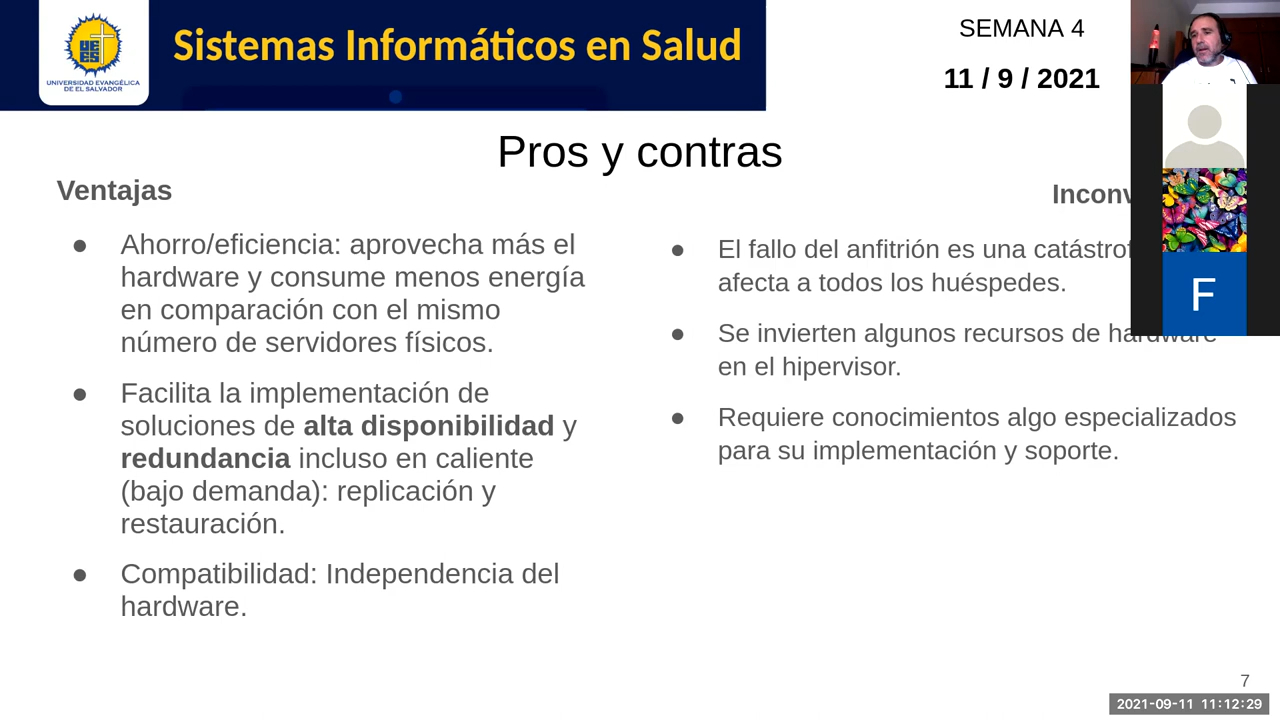 Sistemas Informáticos en Salud
UNIVERSIDAD EVANGÉLICA
DE EL SALVADOR
SEMANA 4
11 / 9 / 2021
Pros y contras
Ventajas
● Ahorro/eficiencia: aprovecha más el
hardware y consume menos energía
en comparación con el mismo
número de servidores físicos.
● Facilita la implementación de
soluciones de alta disponibilidad y
redundancia incluso en caliente
(bajo demanda): replicación y
restauración.
● Compatibilidad: Independencia del
hardware.
● El fallo del anfitrión es una
afecta a todos los huéspedes.
● Se invierten algunos recursos de hardware
en el hipervisor.
● Requiere conocimientos algo especializados
para su implementación y soporte.
F
7
2021-09-11 11:12:29